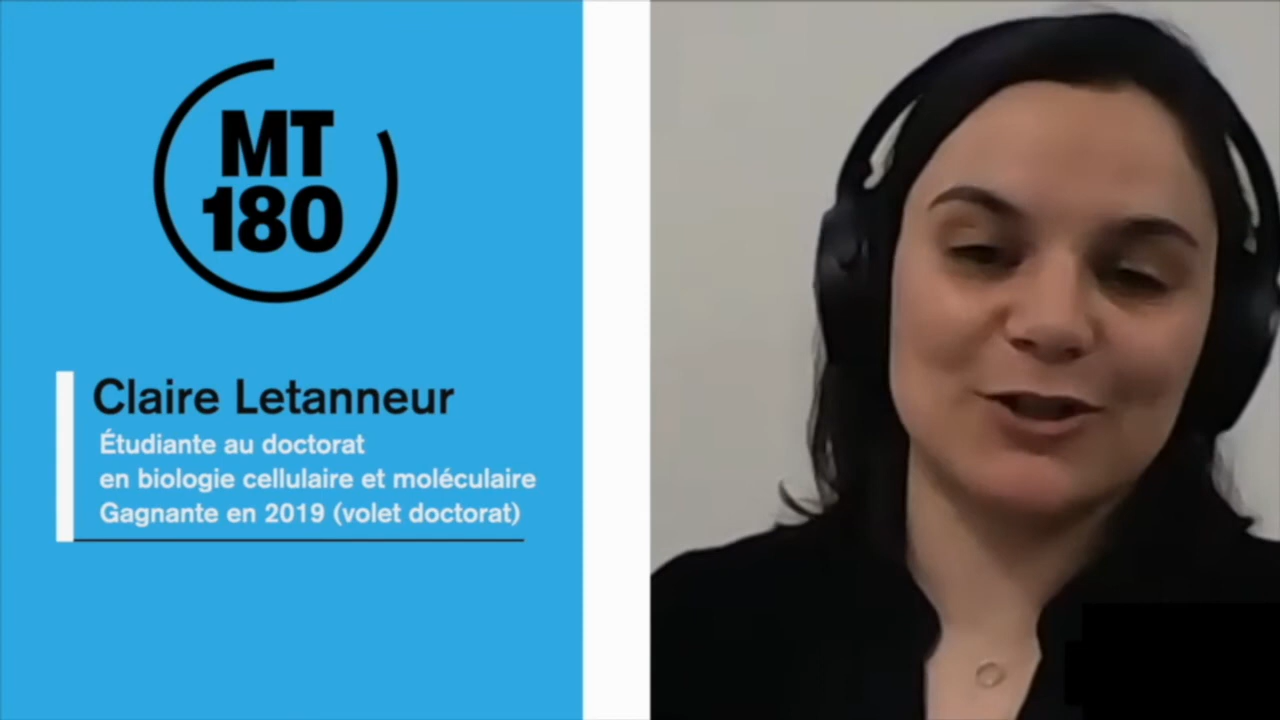 MT
180
Claire Letanneur
Étudiante au doctorat
en biologie cellulaire et moléculaire
Gagnante en 2019 (volet doctorat)